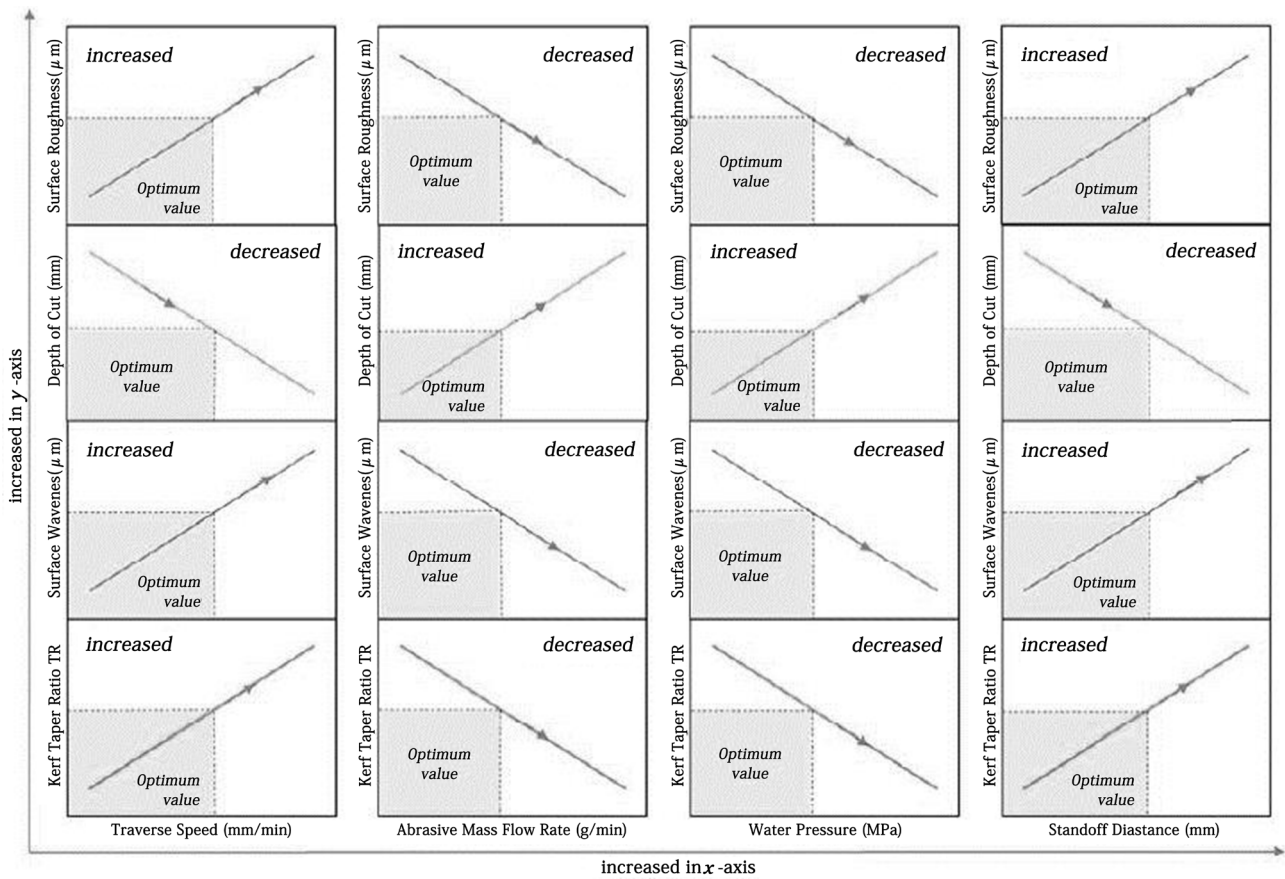 increased in y -axis
Surface Roughness(μm)
increased
Optimum
value
Surface Roughness(μm)
decreased
Optimum
value
Surface Roughness(μm)
decreased
Optimum
value
Surface Roughness(μm)
increased
Optimum
value
Depth of Cut (mm)
decreased
Optimum
value
Depth of Cut (mm)
increased
Optimum
value
Depth of Cut (mm)
increased
Optimum
value
Depth of Cut (mm)
decreased
Optimum
value
Surface Wavenes(μm)
increased
Optimum
value
Surface Wavenes(μm)
decreased
Optimum
value
Surface Wavenes(μm)
decreased
Optimum
value
Surface Wavenes(μm)
increased
Optimum
value
Kerf Taper Ratio TR
increased
Optimum
value
Kerf Taper Ratio TR
decreased
Optimum
value
Kerf Taper Ratio TR
decreased
Optimum
value
Kerf Taper Ratio TR
increased
Optimum
value
Traverse Speed (mm/min)
Abrasive Mass Flow Rate (g/min)
Water Pressure (MPa)
Standoff Diastance (mm)
increased in x -axis